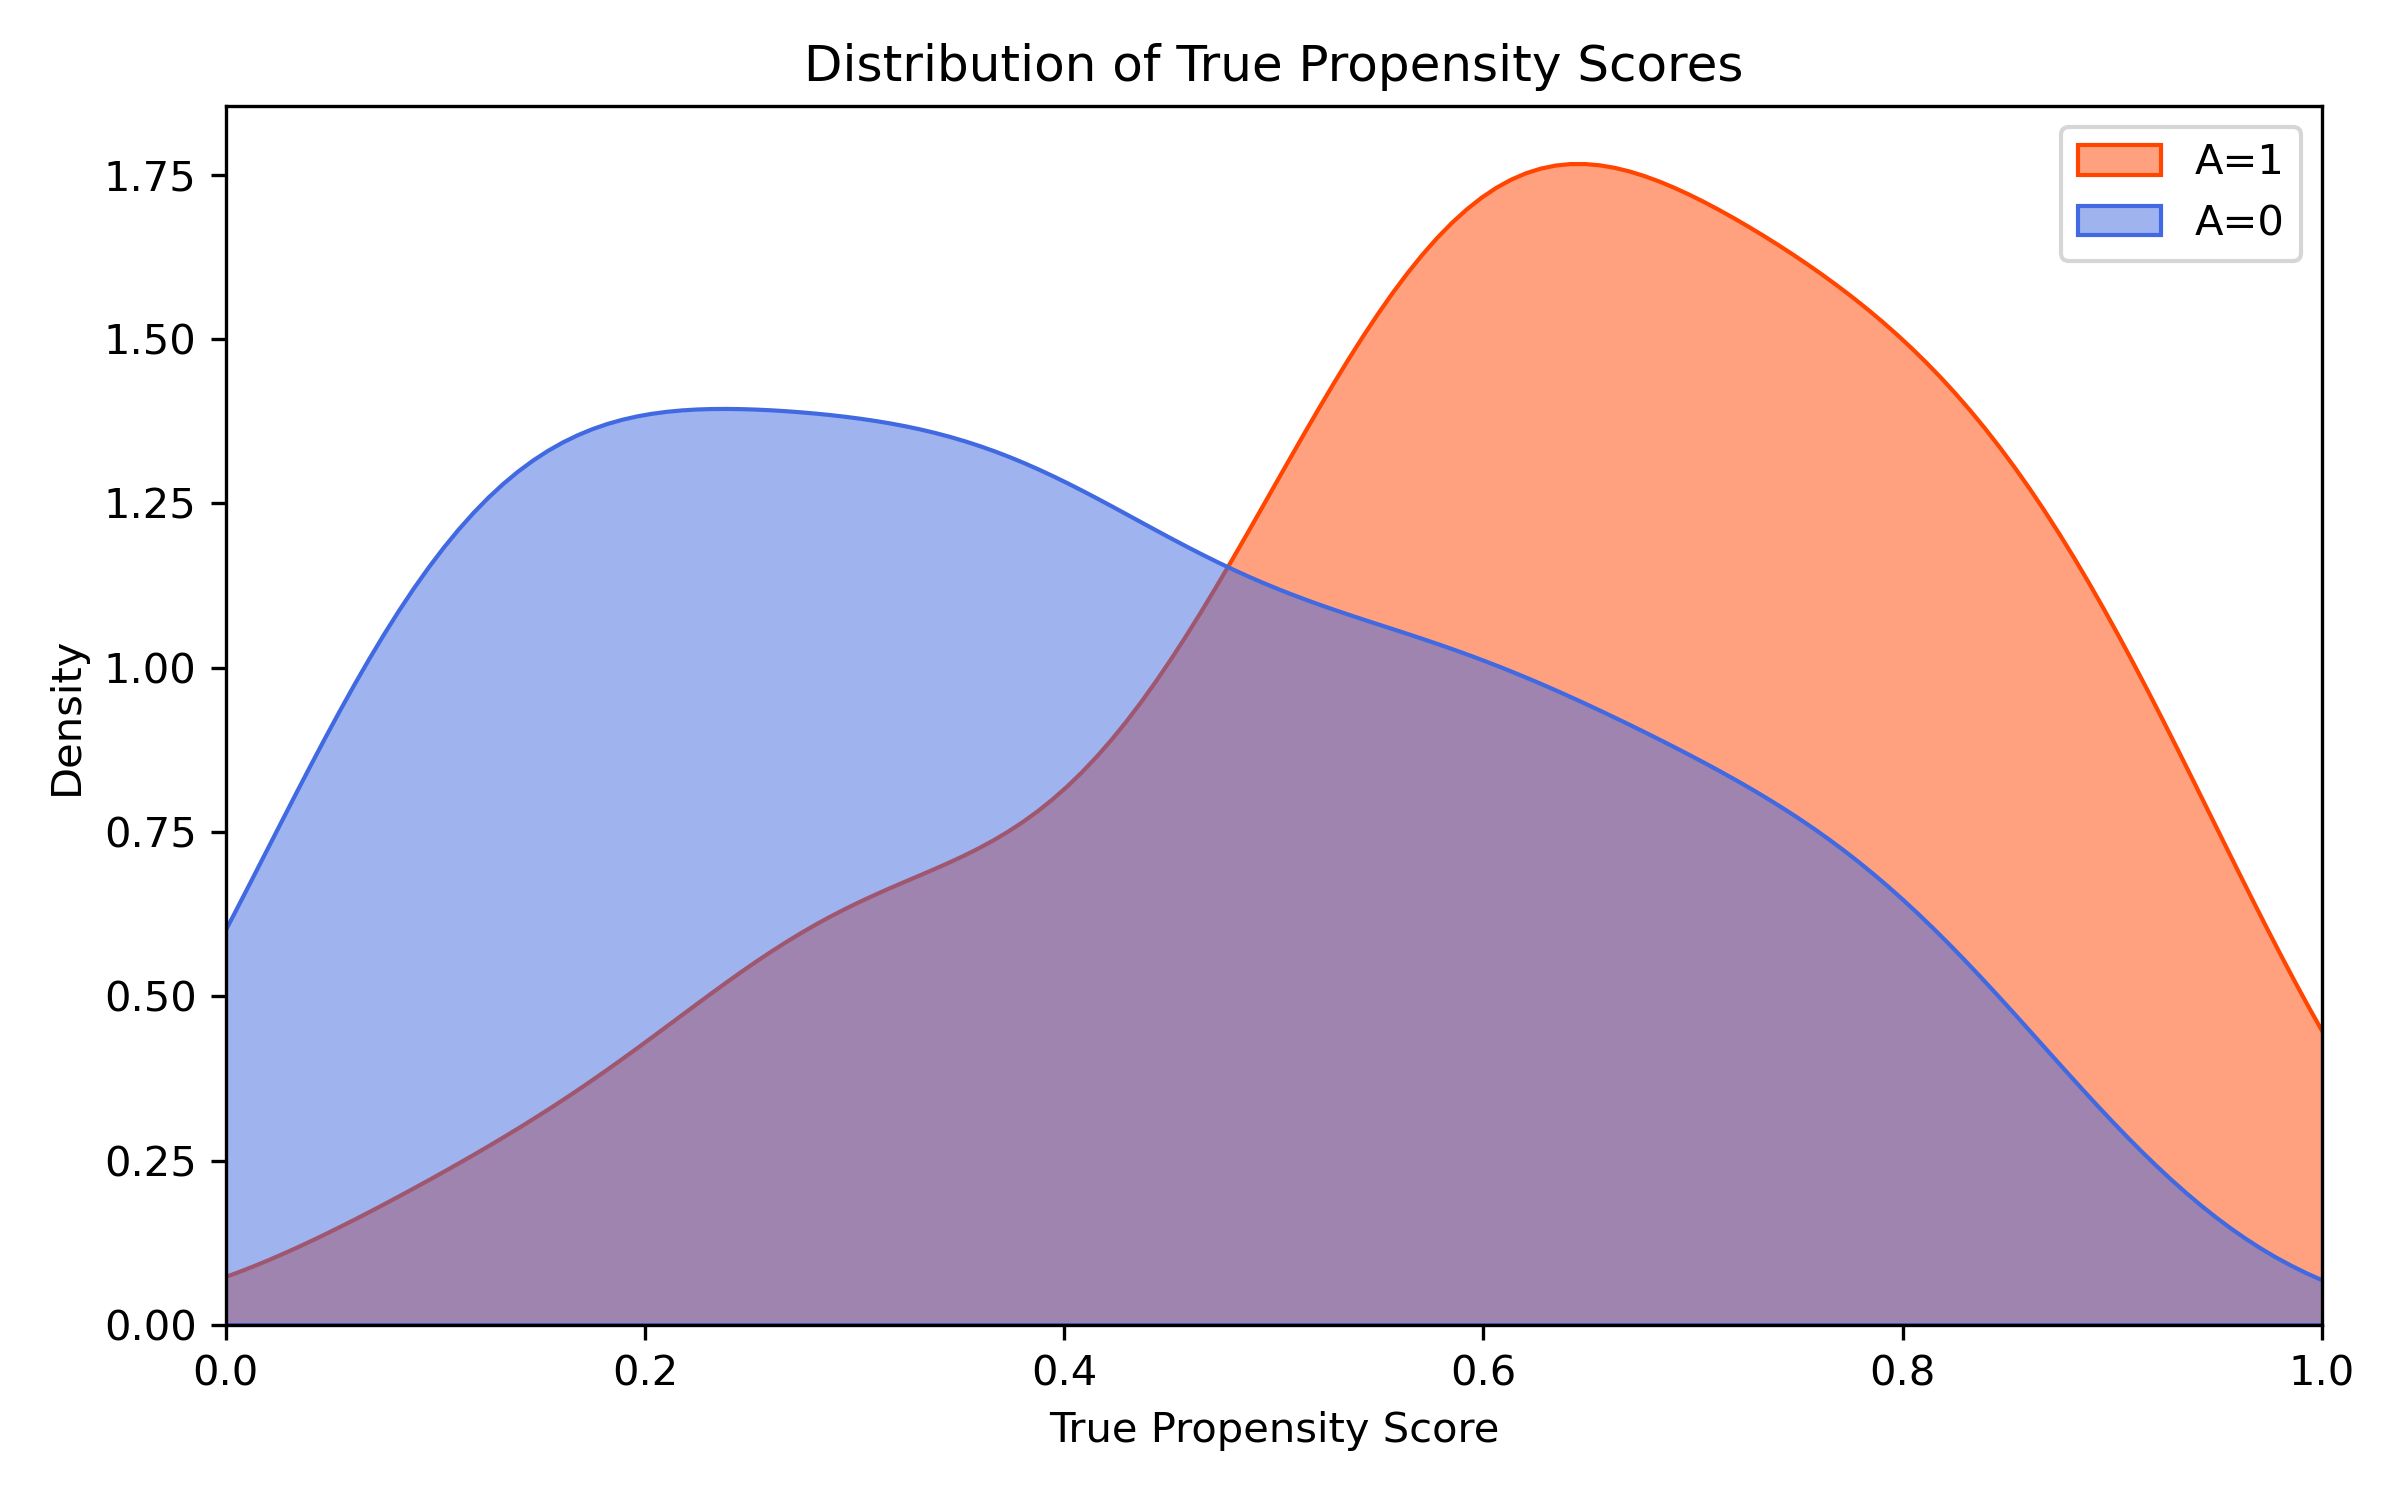 Distribution of True Propensity Scores
A=1
A=0
Density
1.75
1.50
1.25
1.00
0.75
0.50
0.25
0.00
0.0 0.2 0.4 0.6 0.8 1.0
True Propensity Score